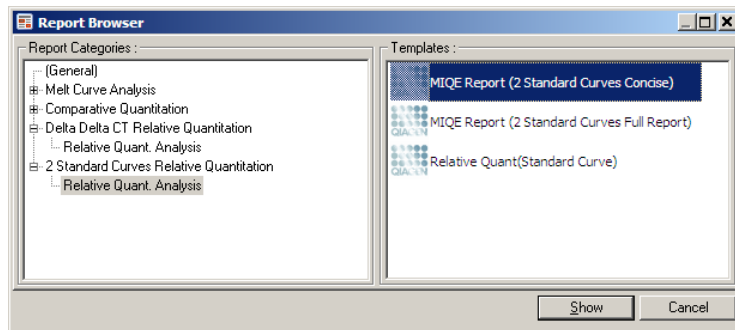 Report Browser
Report Categories :
(General)
Melt Curve Analysis
Comparative Quantitation
Delta Delta CT Relative Quantitation
Relative Quant. Analysis
2 Standard Curves Relative Quantitation
Relative Quant. Analysis
Templates :
MIQE Report (2 Standard Curves Concise)
QIAGEN
MIQE Report (2 Standard Curves Full Report)
QIAGEN
Relative Quant(Standard Curve)
Show
Cancel